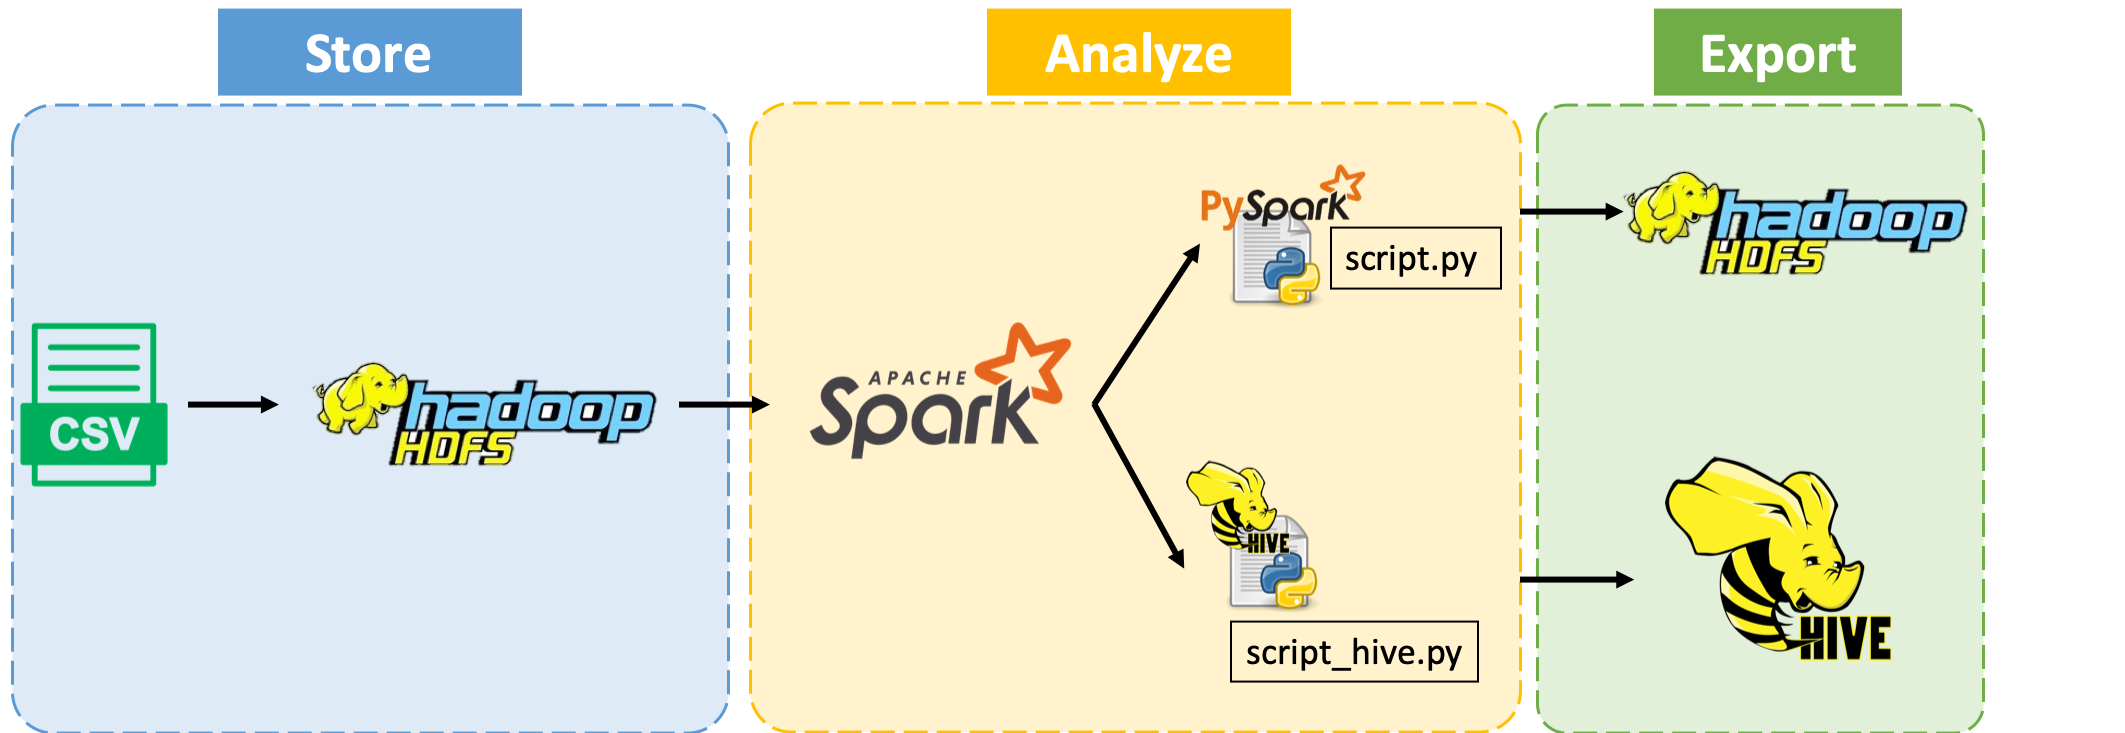 Store
Analyze
Export
CSV
hadoop
HDFS
APACHE
Spark
PySpark
script.py
HIVE
script_hive.py
hadoop
HDFS
HIVE